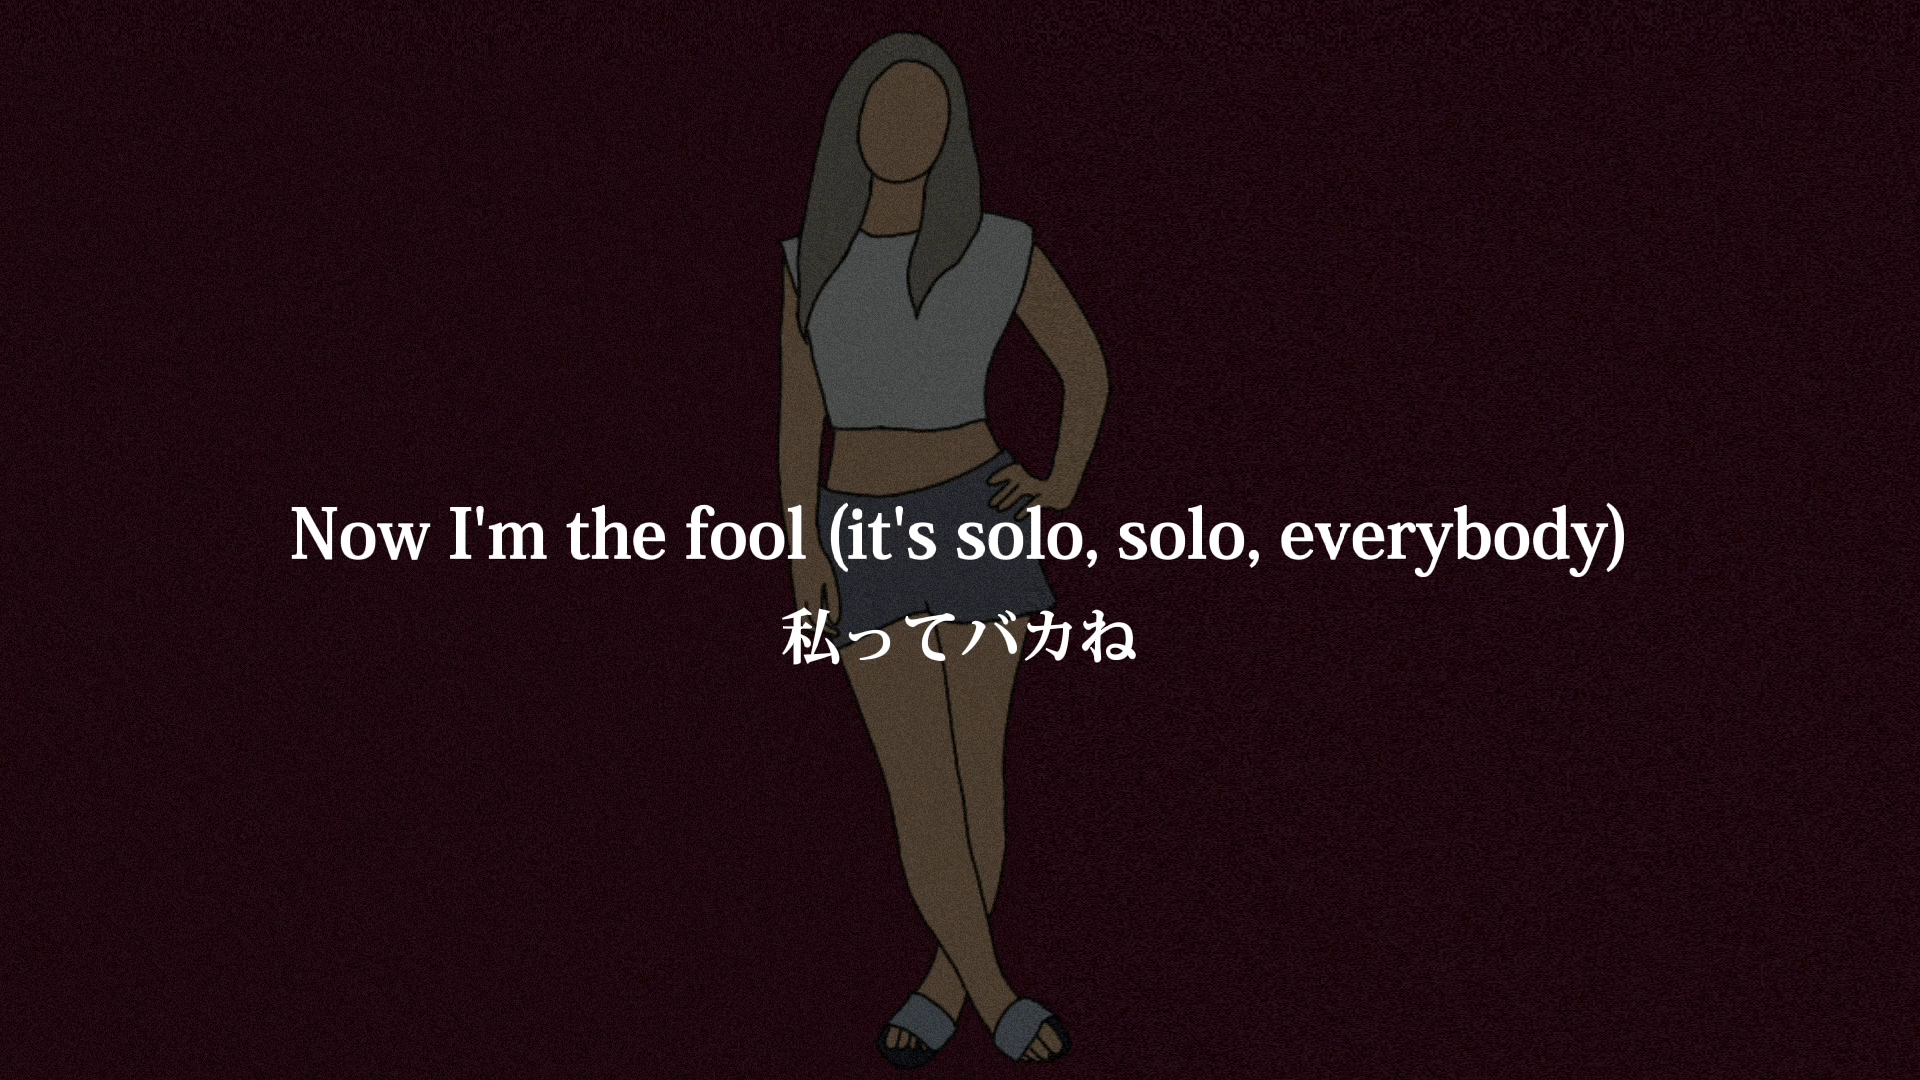 Now I'm the fool (it's solo, solo, everybody)
私ってバカね